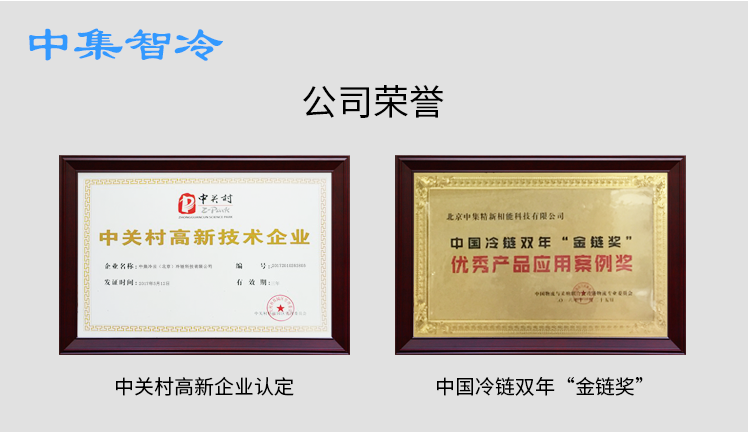 中集智冷
公司荣誉
中关村
Z-Park
中关村高新技术企业
企业名称：
编 号：
发证时间：
有 效 期：
北京中集精新相能科技有限公司
中国冷链双年“金链奖”
优秀产品应用案例奖
中关村高新企业认定
中国冷链双年“金链奖”